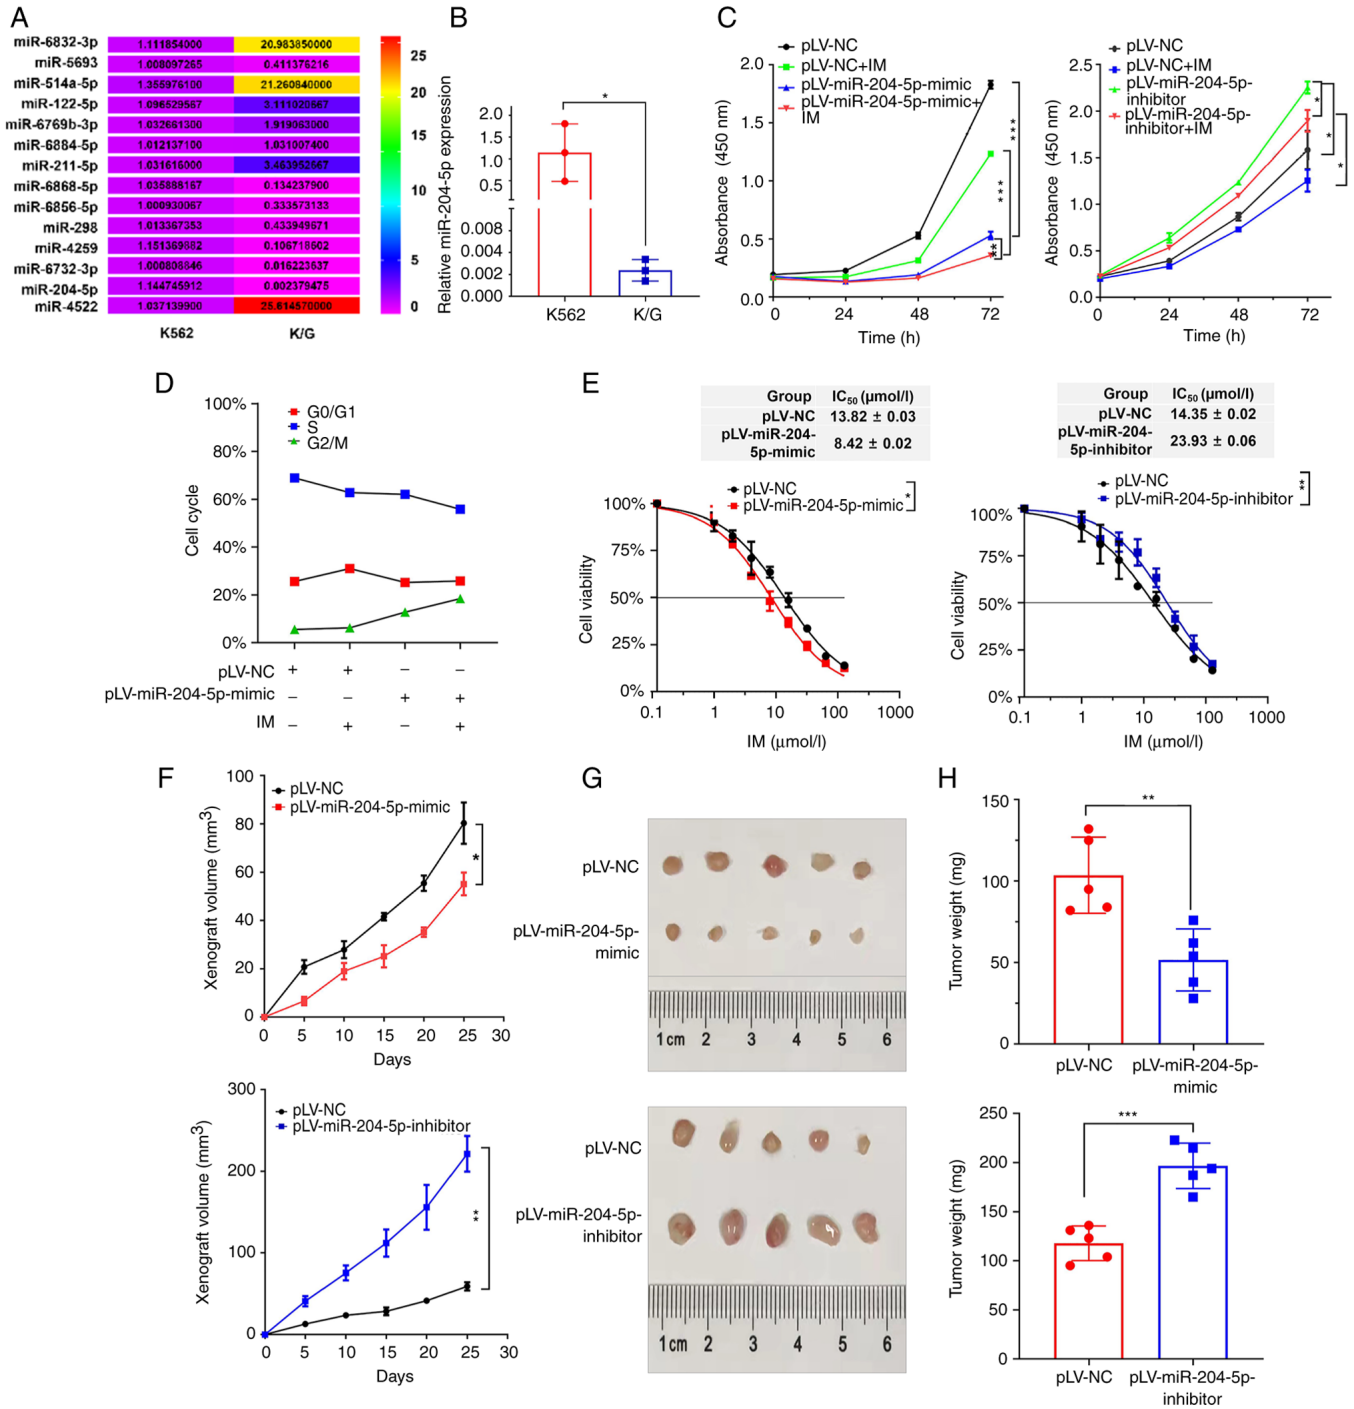 A
miR-6832-3p 1.111854000 20.983850000
miR-5693 1.008097265 0.411376216
miR-514a-5p 1.355976100 21.260840000
miR-122-5p 1.096629567 3.111020667
miR-6769b-3p 1.032661300 1.919063000
miR-6884-5p 1.012137100 1.031007400
miR-211-5p 1.031616000 3.463952667
miR-6868-5p 1.035888167 0.134237900
miR-6856-5p 1.000930067 0.333573133
miR-298 1.013367353 0.433949671
miR-4259 1.151369882 0.106718602
miR-6732-3p 1.000808846 0.016223637
miR-204-5p 1.144745912 0.002379475
miR-4522 1.037139900 25.614570000
K562 K/G
25
20
15
10
5
0
B
Relative miR-204-5p expression
2.0
1.5
1.0
0.5
0.008
0.004
0.002
0.000
*
K562 K/G
C
pLV-NC
pLV-NC+IM
pLV-miR-204-5p-mimic
pLV-miR-204-5p-mimic+
IM
Absorbance (450 nm)
2.0
1.5
1.0
0.5
0.0
0 24 48 72
Time (h)
***
***
**
pLV-NC
pLV-NC+IM
pLV-miR-204-5p-
inhibitor
pLV-miR-204-5p-
inhibitor+IM
Absorbance (450 nm)
2.5
2.0
1.5
1.0
0.5
0.0
0 24 48 72
Time (h)
*
*
*
D
G0/G1
S
G2/M
Cell cycle
100%
80%
60%
40%
20%
0%
pLV-NC + + − −
pLV-miR-204-5p-mimic − − + +
IM − + − +
E
Group IC50 (μmol/l)
pLV-NC 13.82 ± 0.03
pLV-miR-204-
5p-mimic 8.42 ± 0.02
pLV-NC
pLV-miR-204-5p-mimic
*
Cell viability
100%
75%
50%
25%
0%
0.1 1 10 100 1000
IM (μmol/l)
Group IC50 (μmol/l)
pLV-NC 14.35 ± 0.02
pLV-miR-204-
5p-inhibitor 23.93 ± 0.06
pLV-NC
pLV-miR-204-5p-inhibitor
**
Cell viability
100%
75%
50%
25%
0%
0.1 1 10 100 1000
IM (μmol/l)
F
pLV-NC
pLV-miR-204-5p-mimic
Xenograft volume (mm3)
100
80
60
40
20
0
0 5 10 15 20 25 30
Days
*
pLV-NC
pLV-miR-204-5p-inhibitor
Xenograft volume (mm3)
300
200
100
0
0 5 10 15 20 25 30
Days
**
G
pLV-NC
pLV-miR-204-5p-
mimic
1cm 2 3 4 5 6
pLV-NC
pLV-miR-204-5p-
inhibitor
1cm 2 3 4 5 6
H
Tumor weight (mg)
150
100
50
0
**
pLV-NC pLV-miR-204-5p-
mimic
Tumor weight (mg)
250
200
150
100
50
0
***
pLV-NC pLV-miR-204-5p-
inhibitor